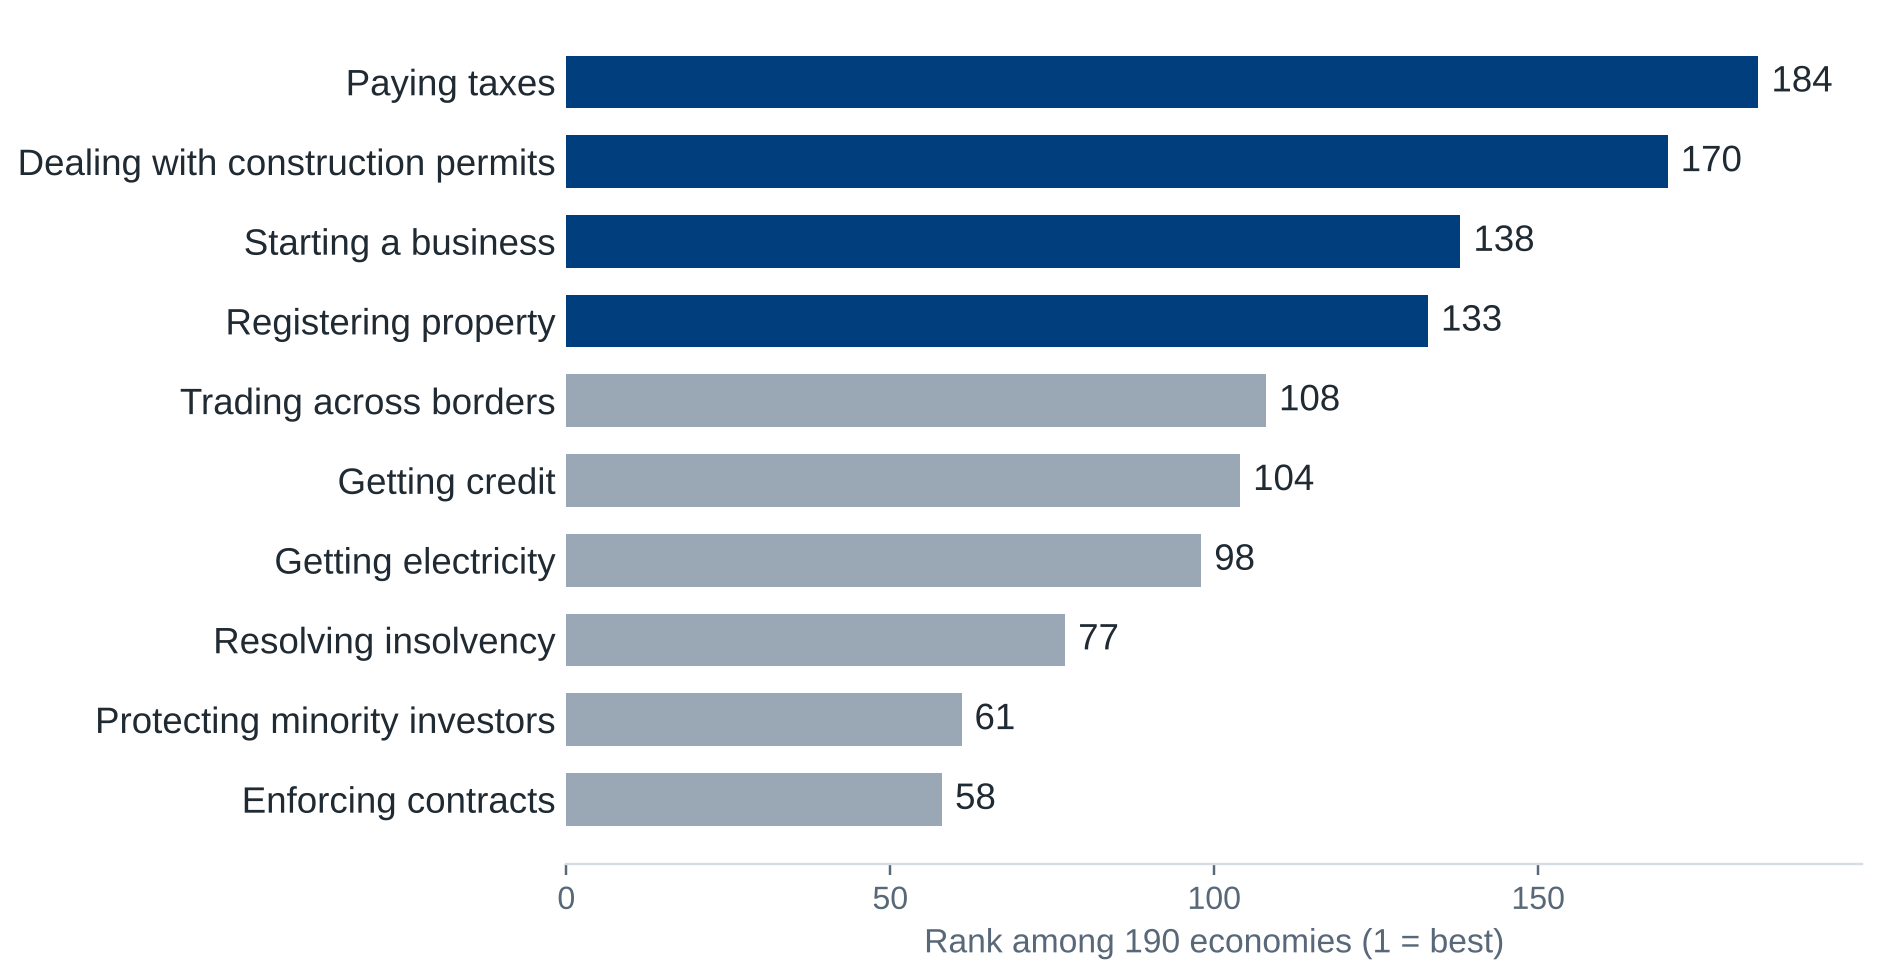 Paying taxes 184
Dealing with construction permits 170
Starting a business 138
Registering property 133
Trading across borders 108
Getting credit 104
Getting electricity 98
Resolving insolvency 77
Protecting minority investors 61
Enforcing contracts 58
0 50 100 150
Rank among 190 economies (1 = best)